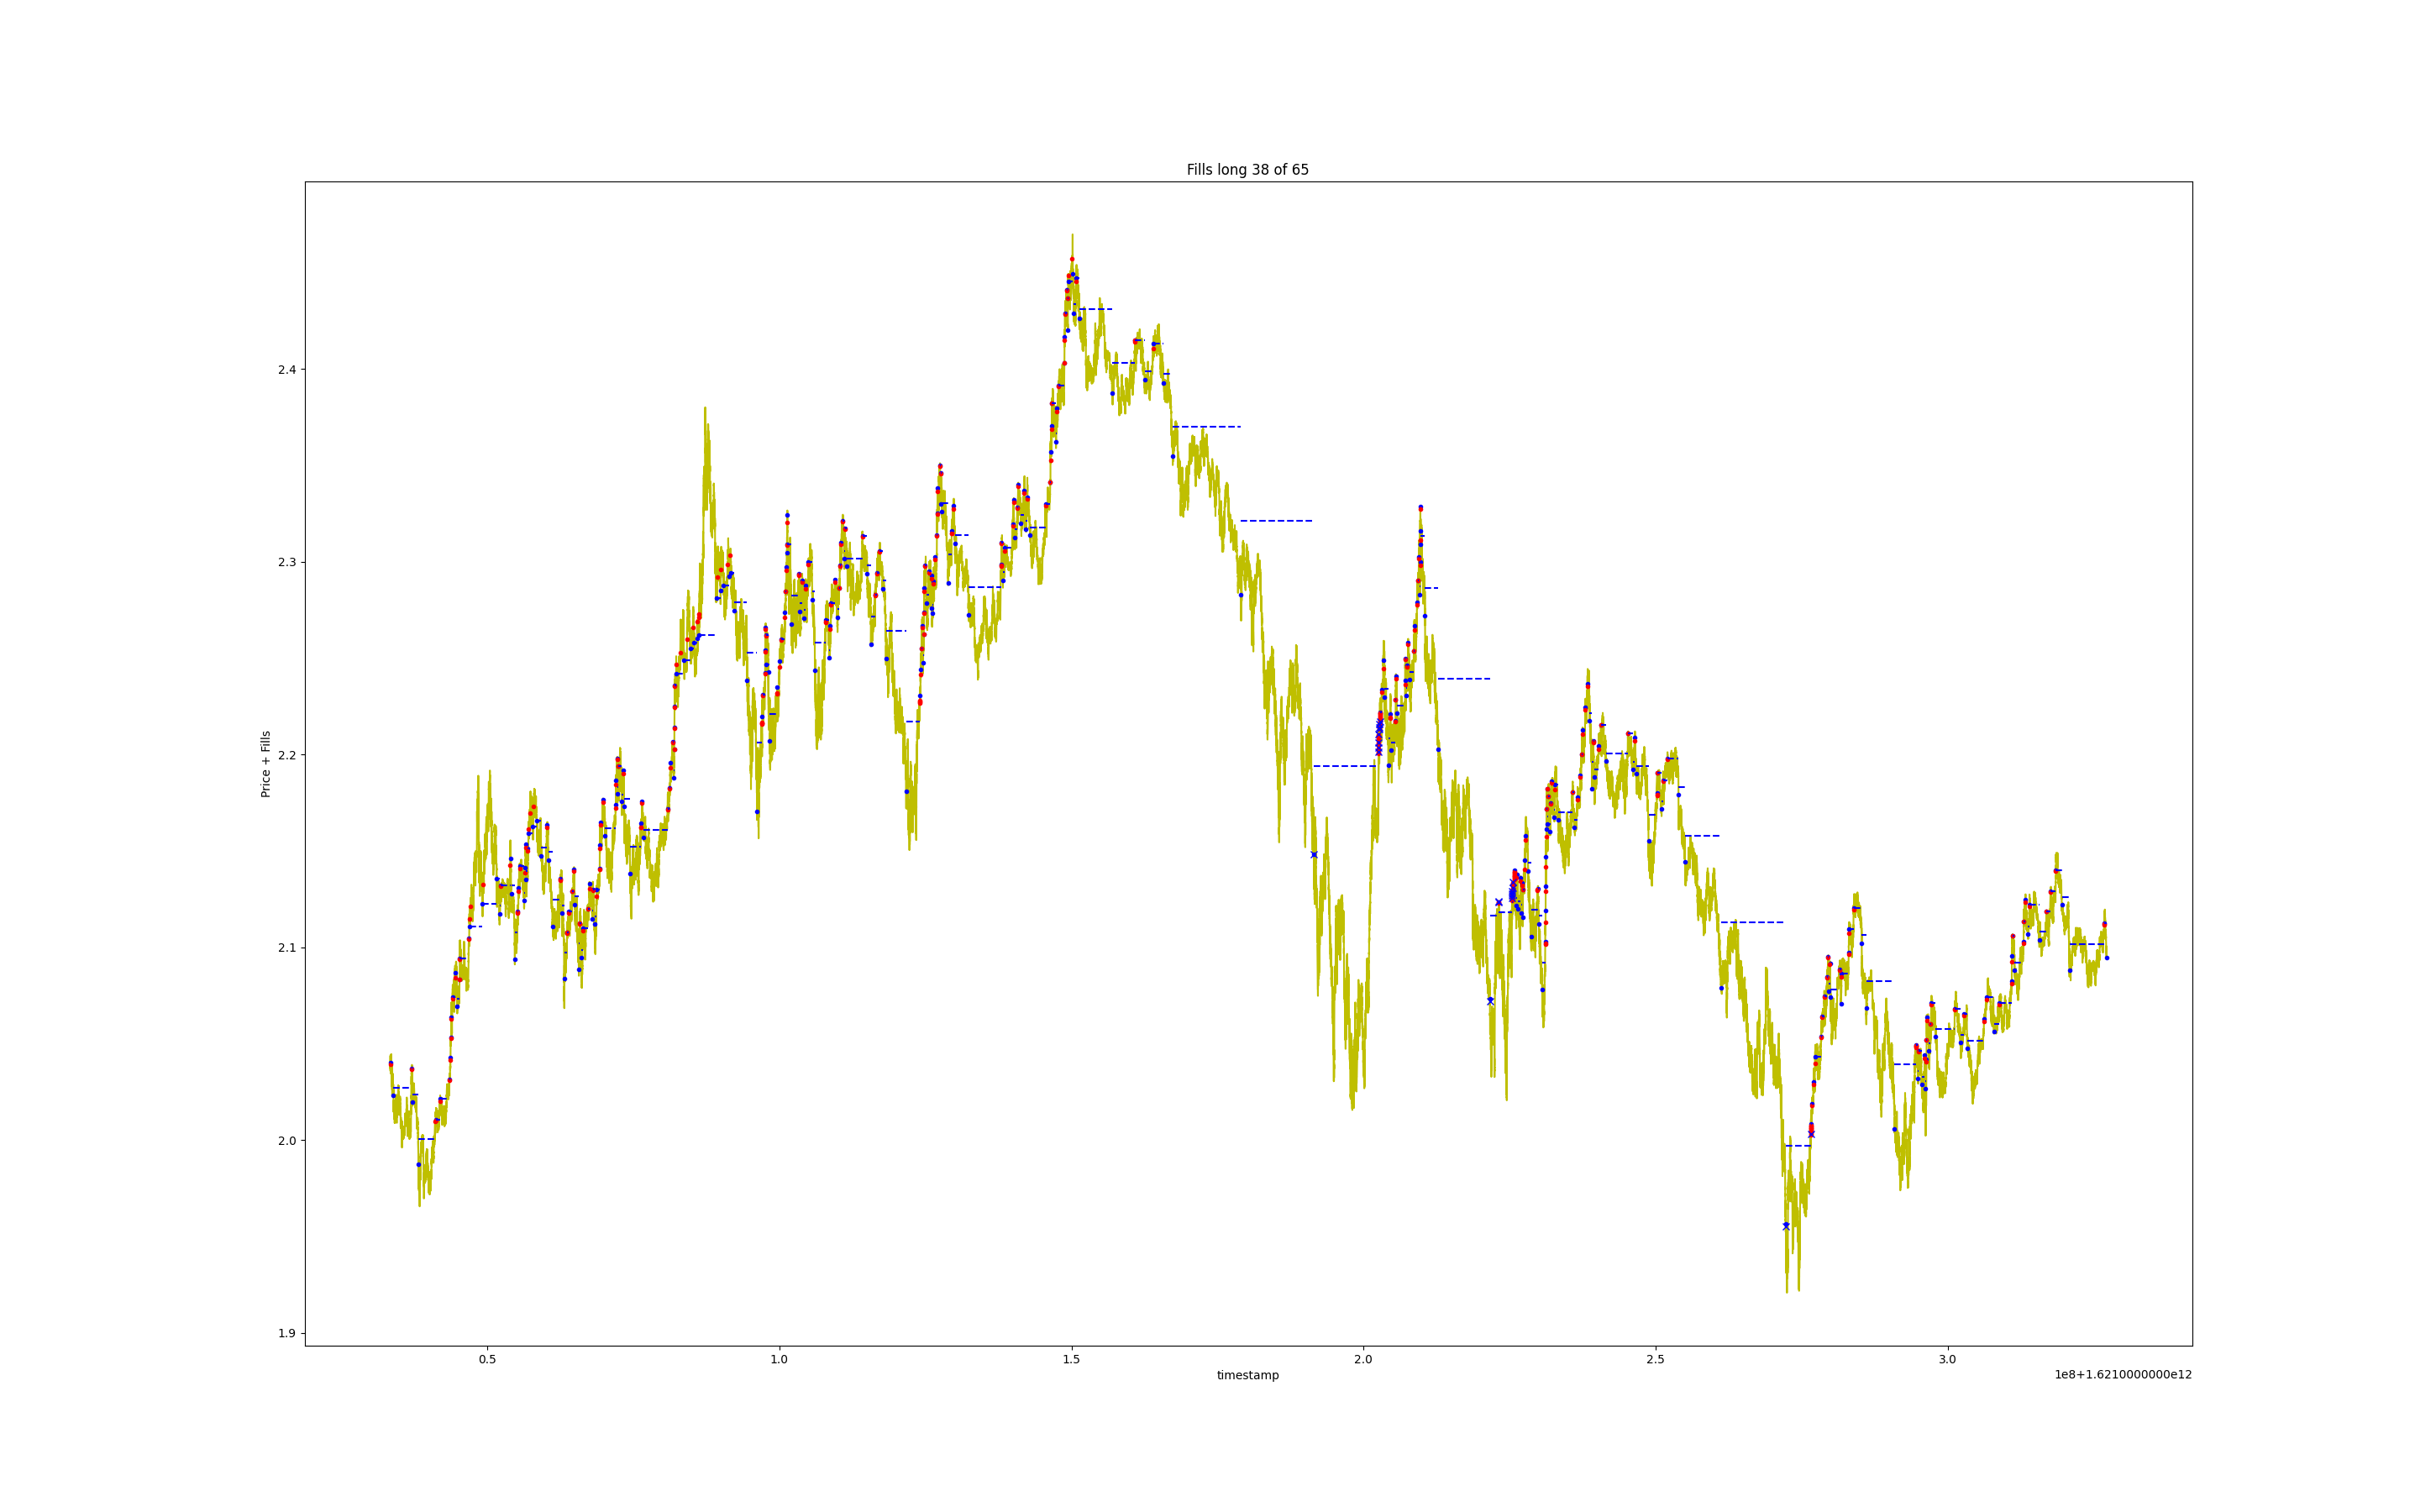 Fills long 38 of 65
Price + Fills
2.4
2.3
2.2
2.1
2.0
1.9
0.5 1.0 1.5 2.0 2.5 3.0
timestamp
1e8+1.6210000000e12